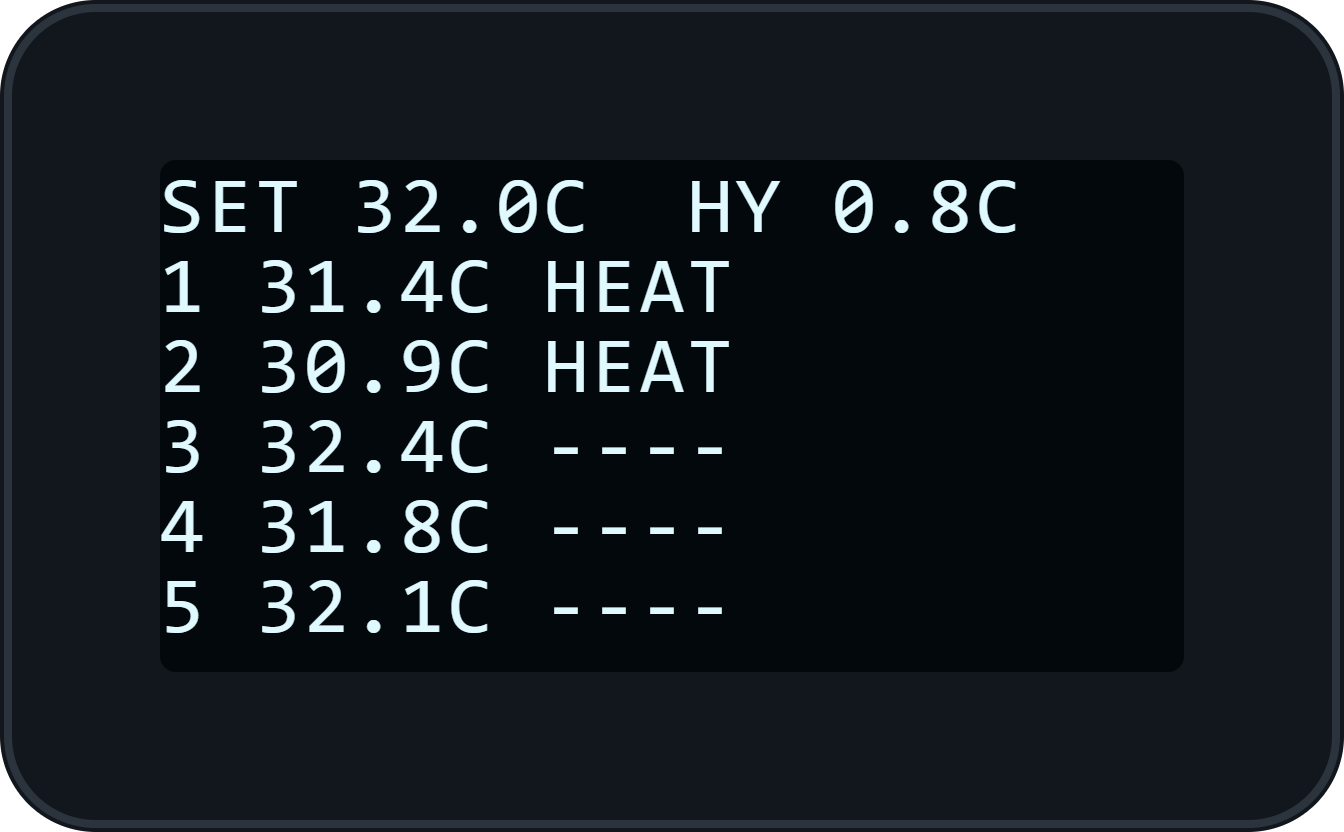 SET 32.0C  HY 0.8C
1 31.4C HEAT
2 30.9C HEAT
3 32.4C ----
4 31.8C ----
5 32.1C ----